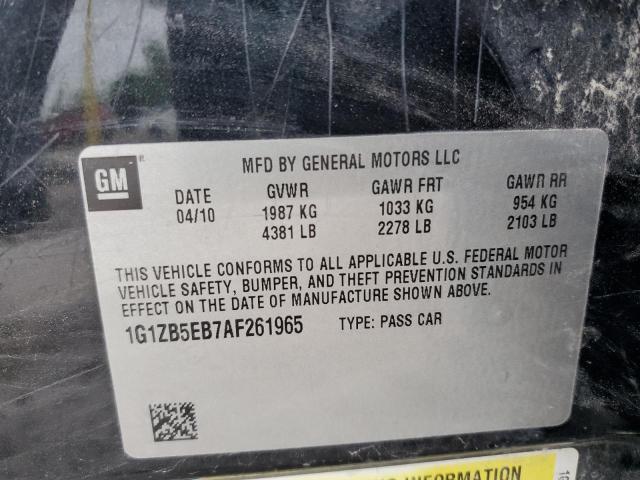 GM ®
MFD BY GENERAL MOTORS LLC
DATE GVWR GAWR FRT GAWR RR
04/10 1987 KG 1033 KG 954 KG
4381 LB 2278 LB 2103 LB
THIS VEHICLE CONFORMS TO ALL APPLICABLE U.S. FEDERAL MOTOR
VEHICLE SAFETY, BUMPER, AND THEFT PREVENTION STANDARDS IN
EFFECT ON THE DATE OF MANUFACTURE SHOWN ABOVE.
1G1ZB5EB7AF261965 TYPE: PASS CAR
INFORMATION